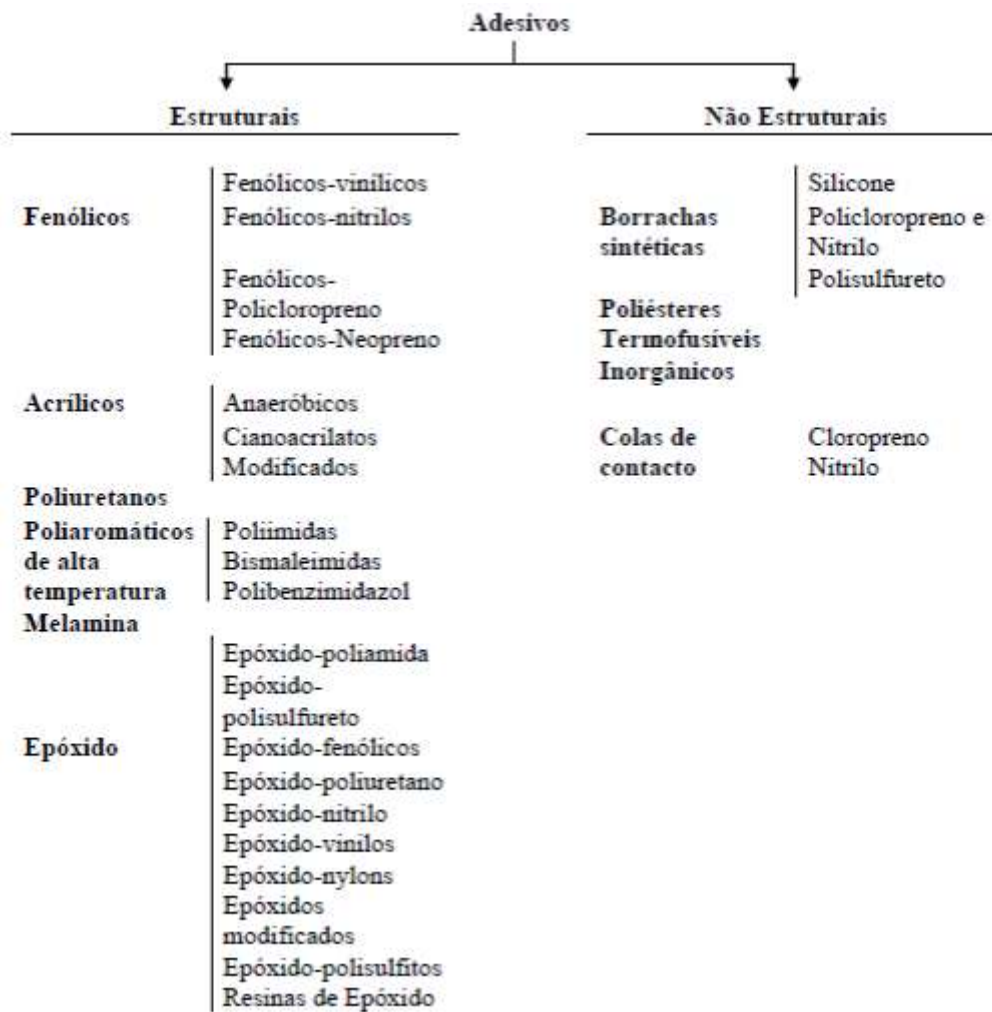 Adesivos
Estruturais
Fenólicos
Fenólicos-vinílicos
Fenólicos-nitrilos
Fenólicos-
Policloropreno
Fenólicos-Neopreno
Acrílicos
Anaeróbicos
Cianoacrilatos
Modificados
Poliuretanos
Poliaromáticos
de alta
temperatura
Poliimidas
Bismaleimidas
Polibenzimidazol
Melamina
Epóxido
Epóxido-poliamida
Epóxido-
polisulfureto
Epóxido-fenólicos
Epóxido-poliuretano
Epóxido-nitrilo
Epóxido-vinilos
Epóxido-nylons
Epóxidos
modificados
Epóxido-polisulfitos
Resinas de Epóxido
Não Estruturais
Borrachas
sintéticas
Silicone
Policloropreno e
Nitrilo
Polisulfureto
Poliésteres
Termofusíveis
Inorgânicos
Colas de
contacto
Cloropreno
Nitrilo